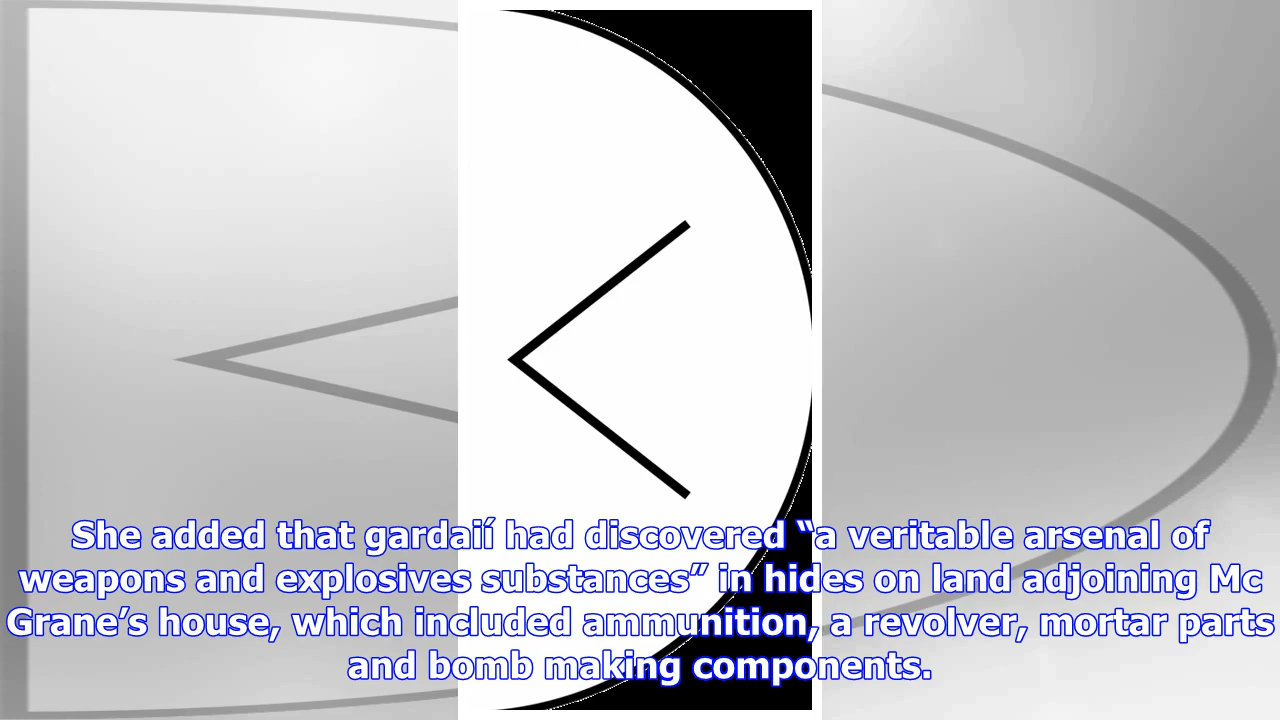 She added that gardaií had discovered “a veritable arsenal of
weapons and explosives substances” in hides on land adjoining Mc
Grane’s house, which included ammunition, a revolver, mortar parts
and bomb making components.